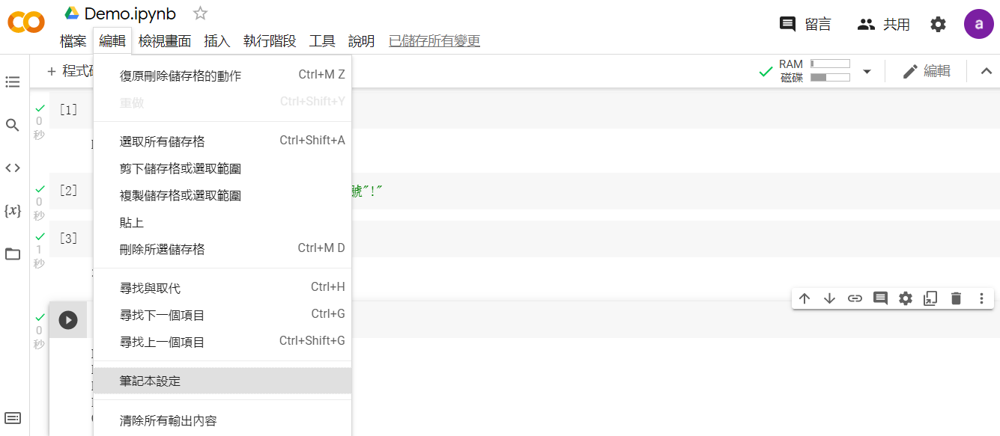 Demo.ipynb
檔案 編輯 檢視畫面 插入 執行階段 工具 說明 已儲存所有變更
留言 共用 a
+ 程式
RAM
磁碟
編輯
復原刪除儲存格的動作 Ctrl+M Z
重做 Ctrl+Shift+Y
選取所有儲存格 Ctrl+Shift+A
剪下儲存格或選取範圍
複製儲存格或選取範圍
貼上
刪除所選儲存格 Ctrl+M D
尋找與取代 Ctrl+H
尋找下一個項目 Ctrl+G
尋找上一個項目 Ctrl+Shift+G
筆記本設定
清除所有輸出內容
[1]
0
秒
[2] 號"!"
0
秒
[3]
1
秒
0
秒
{x}